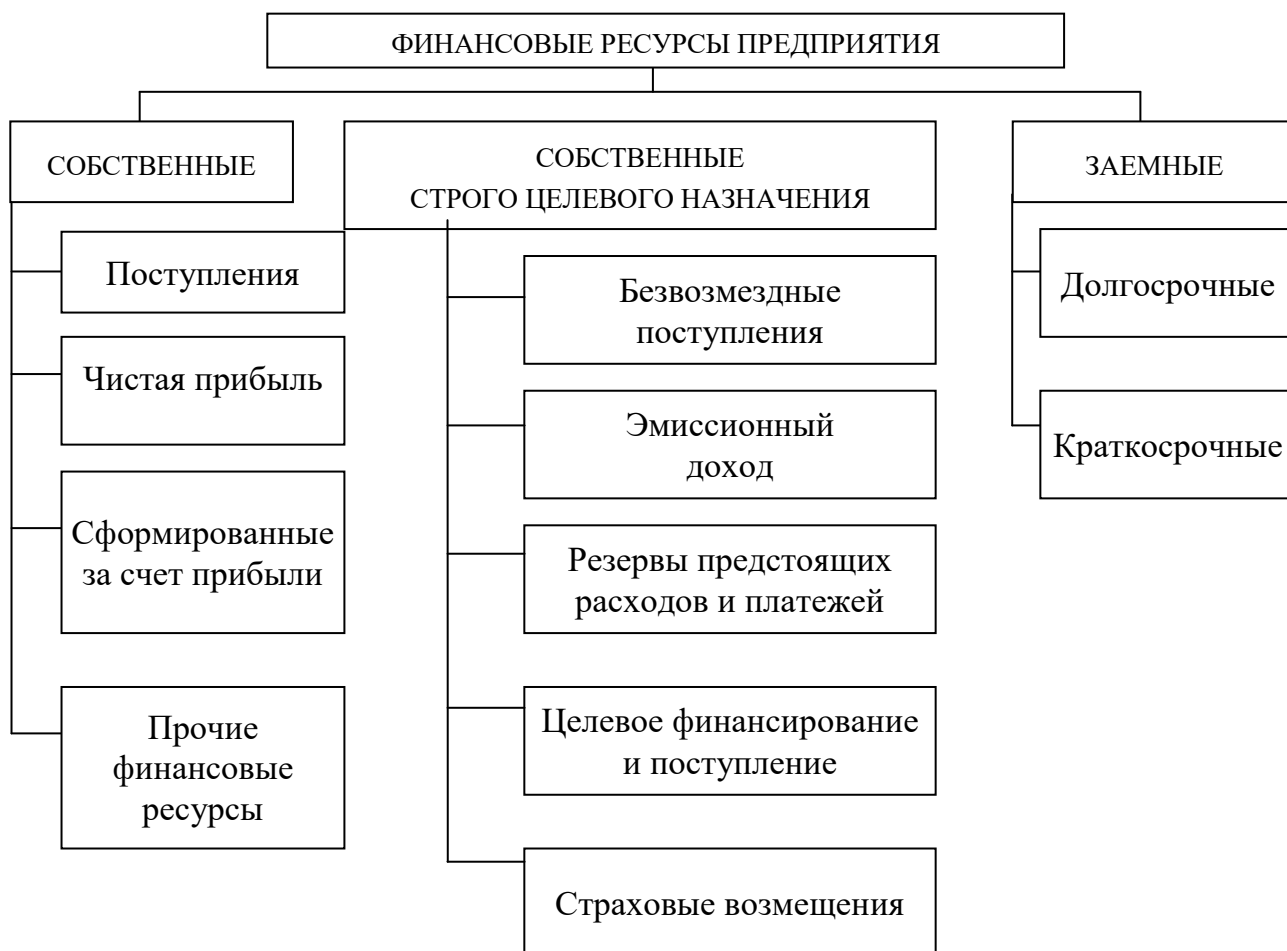 ФИНАНСОВЫЕ РЕСУРСЫ ПРЕДПРИЯТИЯ
СОБСТВЕННЫЕ
Поступления
Чистая прибыль
Сформированные
за счет прибыли
Прочие
финансовые
ресурсы
СОБСТВЕННЫЕ
СТРОГО ЦЕЛЕВОГО НАЗНАЧЕНИЯ
Безвозмездные
поступления
Эмиссионный
доход
Резервы предстоящих
расходов и платежей
Целевое финансирование
и поступление
Страховые возмещения
ЗАЕМНЫЕ
Долгосрочные
Краткосрочные